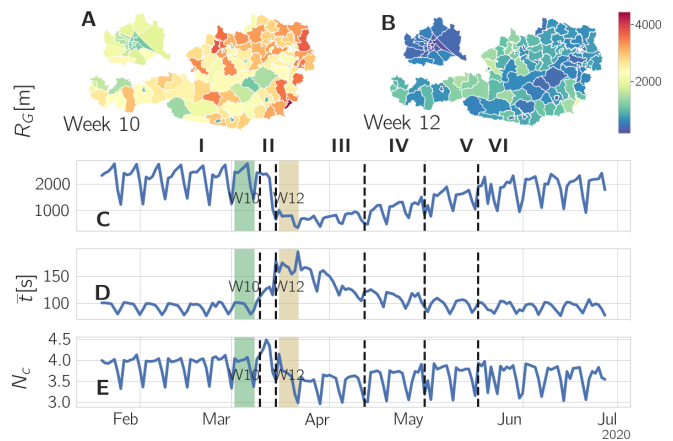 A
B
4000
2000
R_G[m]
Week 10
Week 12
I II III IV V VI
2000
1000
W10 W12
C
t̅[s]
150
100
W10 W12
D
N_c
4.5
4.0
3.5
3.0
W10 W12
E
Feb Mar Apr May Jun Jul
2020